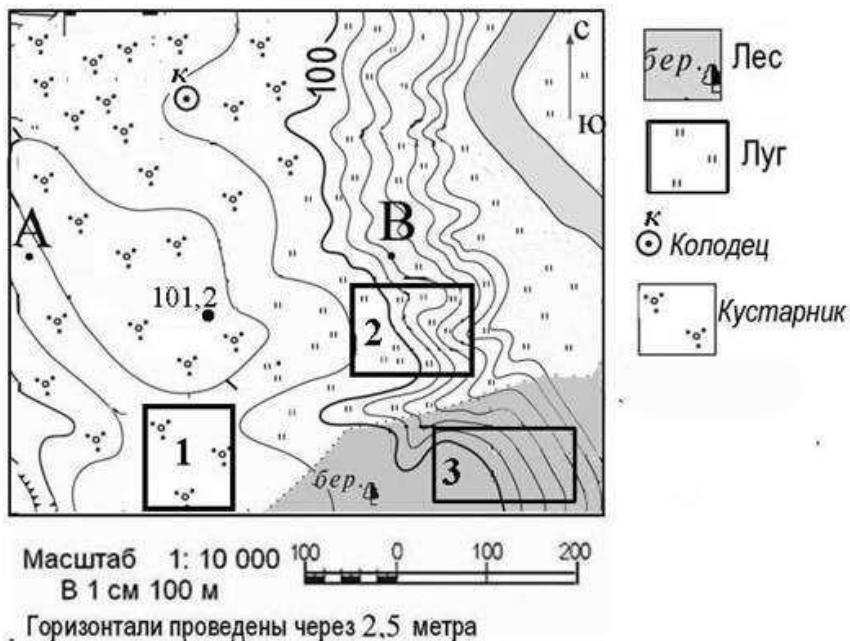 С
100
к
Ю
А
В
101,2
2
1
3
бер.
бер. Лес
Луг
к
Колодец
Кустарник
Масштаб 1: 10 000
В 1 см 100 м
100 0 100 200
Горизонтали проведены через 2,5 метра